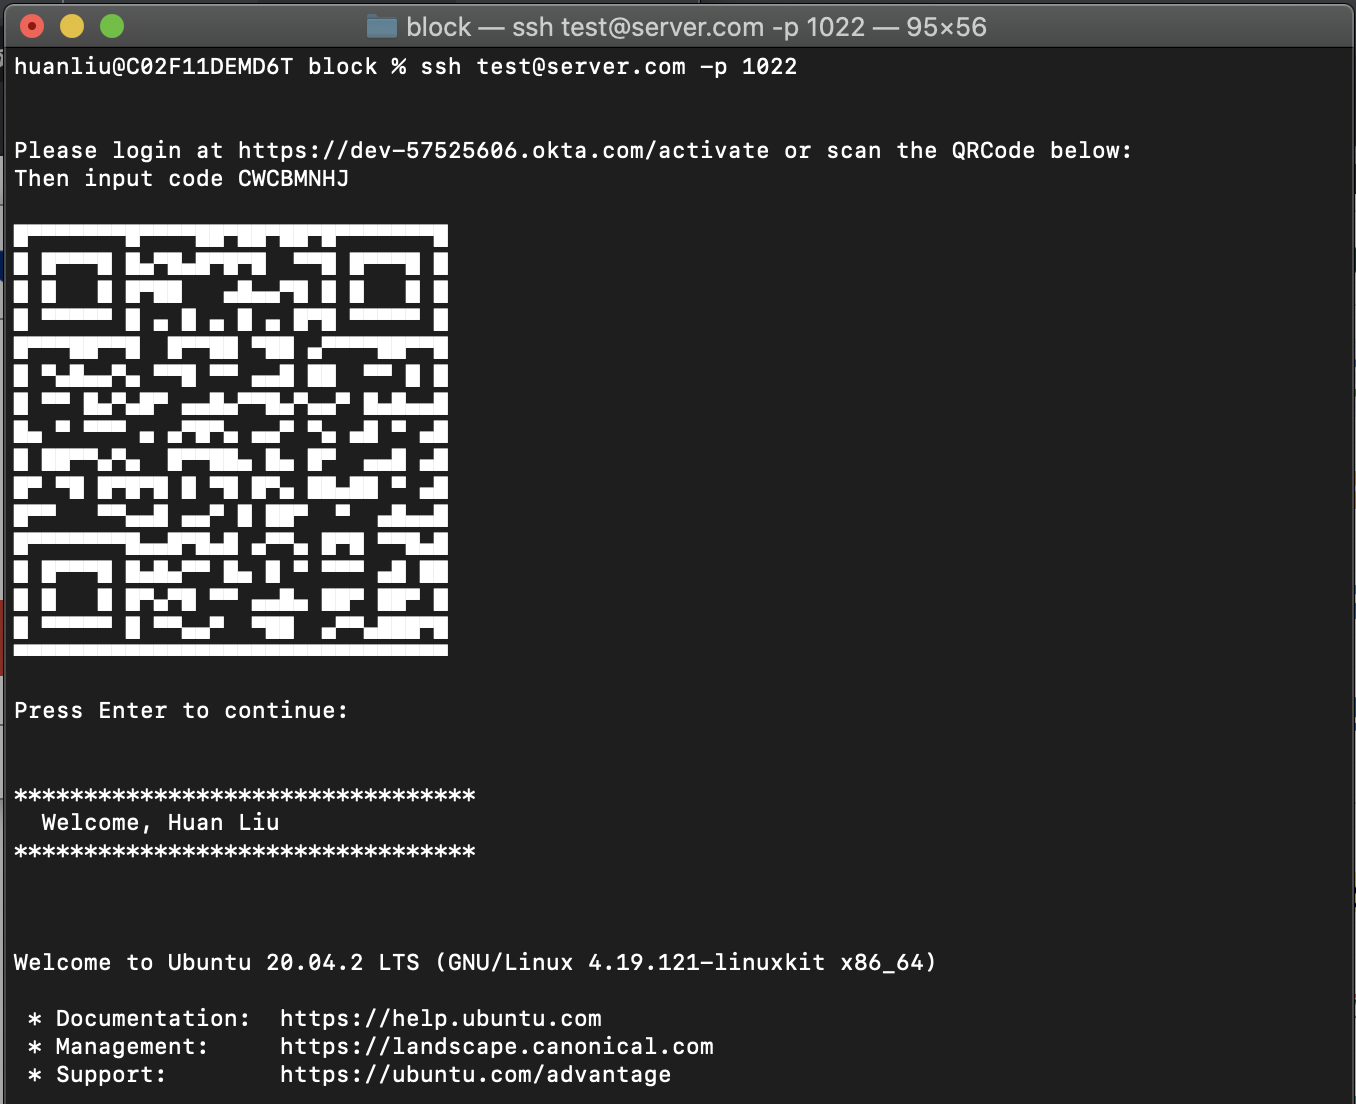 block — ssh test@server.com -p 1022 — 95×56
huanliu@C02F11DEMD6T block % ssh test@server.com -p 1022
Please login at https://dev-57525606.okta.com/activate or scan the QRCode below:
Then input code CWCBMNHJ
Press Enter to continue:
*********************************
Welcome, Huan Liu
*********************************
Welcome to Ubuntu 20.04.2 LTS (GNU/Linux 4.19.121-linuxkit x86_64)
* Documentation:  https://help.ubuntu.com
* Management:     https://landscape.canonical.com
* Support:        https://ubuntu.com/advantage